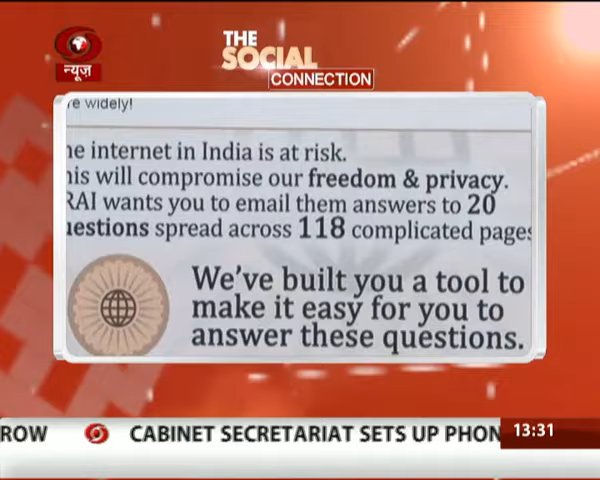 THE
SOCIAL
CONNECTION
न्यूज़
e widely!
e internet in India is at risk.
his will compromise our freedom & privacy.
RAI wants you to email them answers to 20
estions spread across 118 complicated pages
We've built you a tool to
make it easy for you to
answer these questions.
ROW
CABINET SECRETARIAT SETS UP PHON
13:31